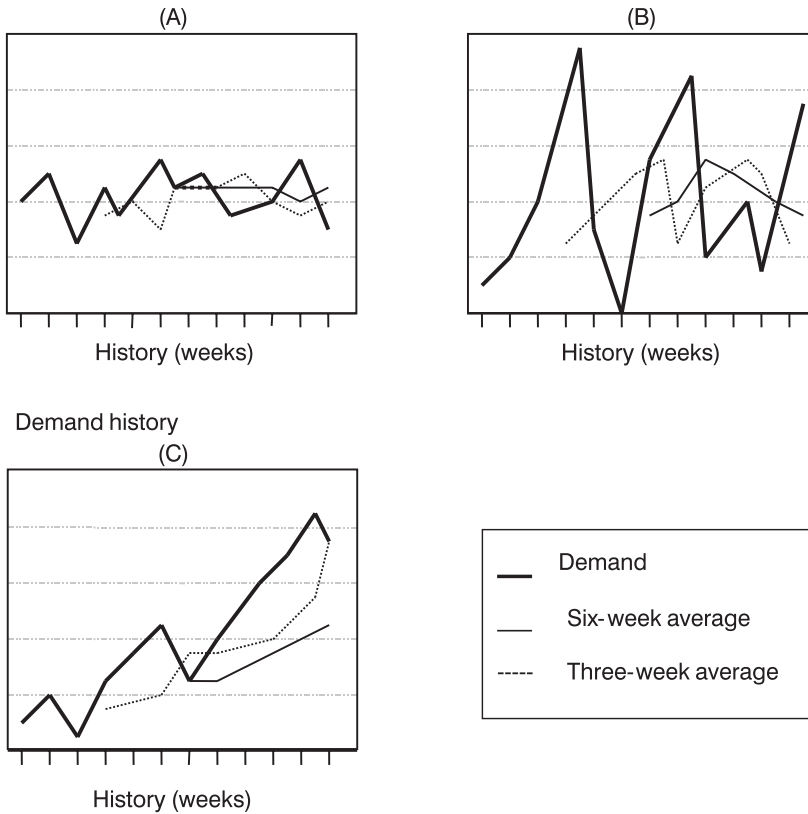 (A)
(B)
History (weeks)
History (weeks)
Demand history
(C)
Demand
Six-week average
Three-week average
History (weeks)